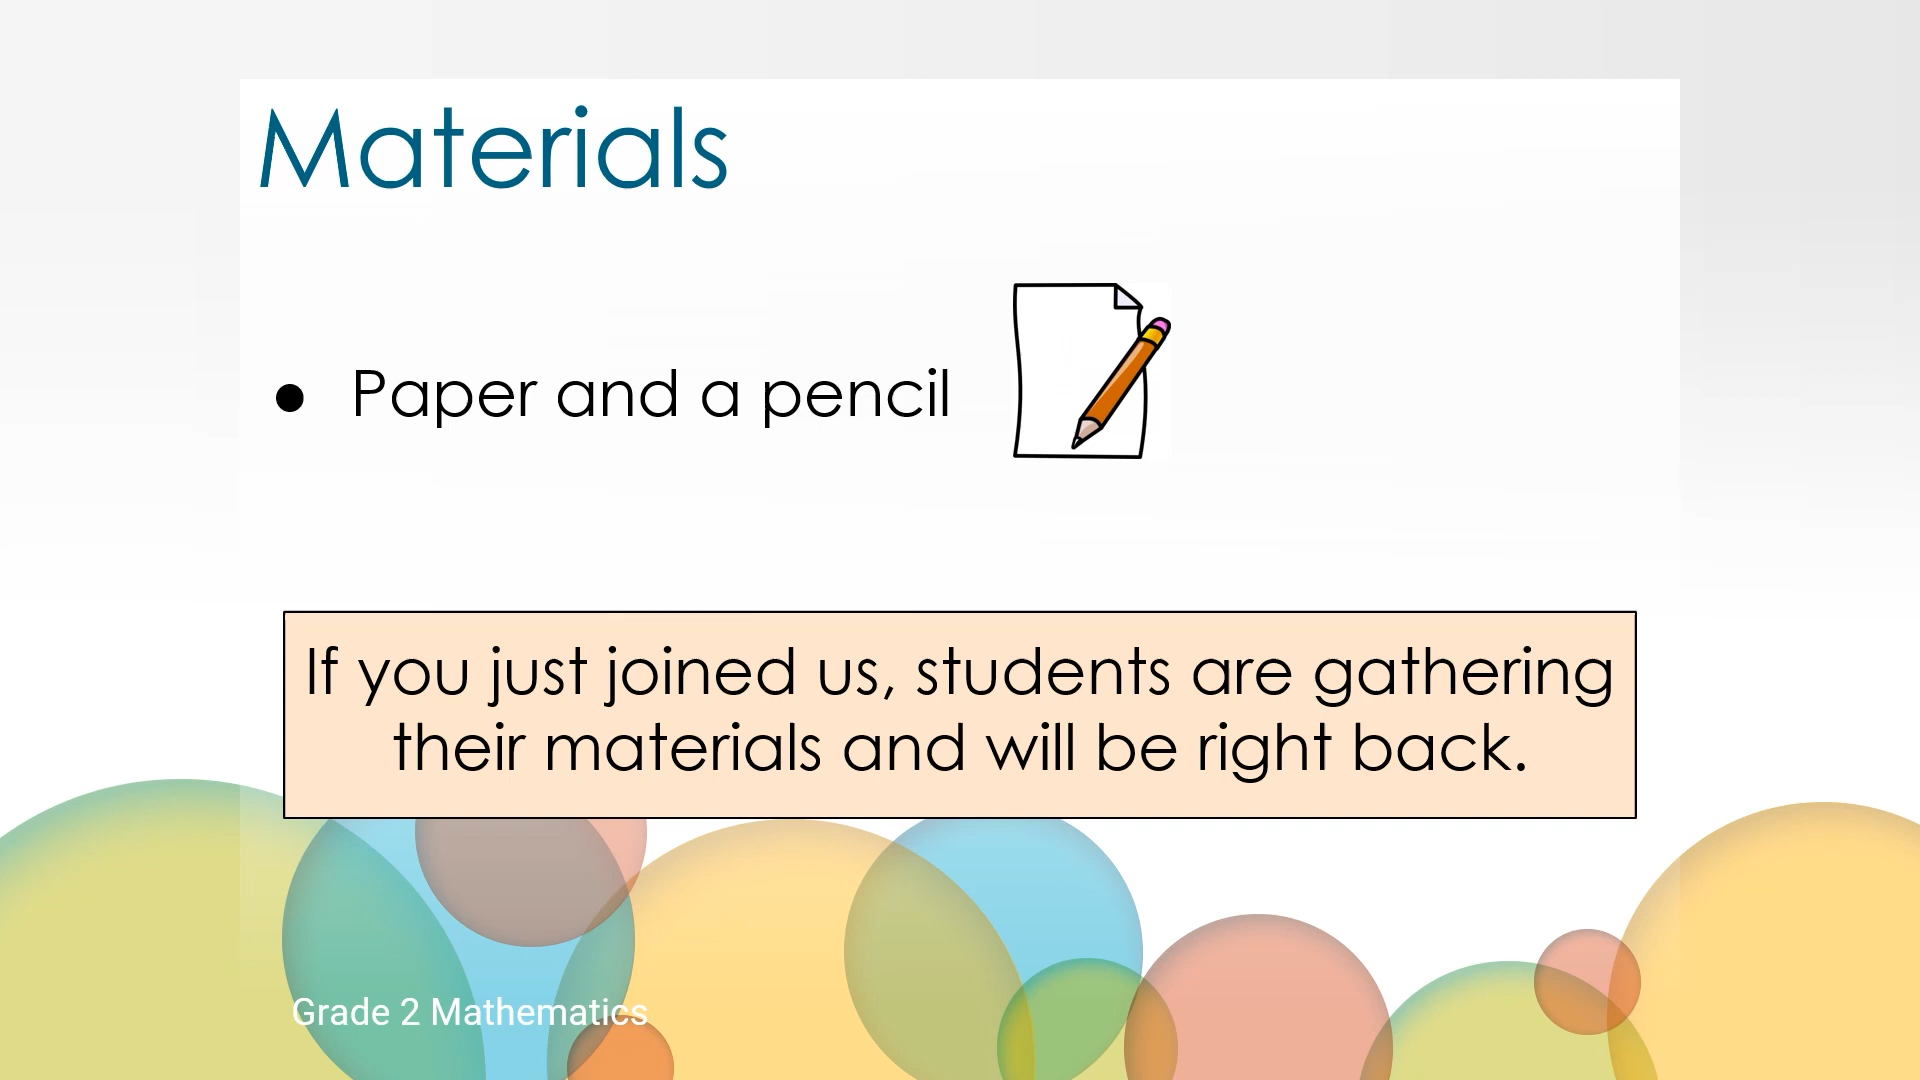 Materials
● Paper and a pencil
If you just joined us, students are gathering
their materials and will be right back.
Grade 2 Mathematics